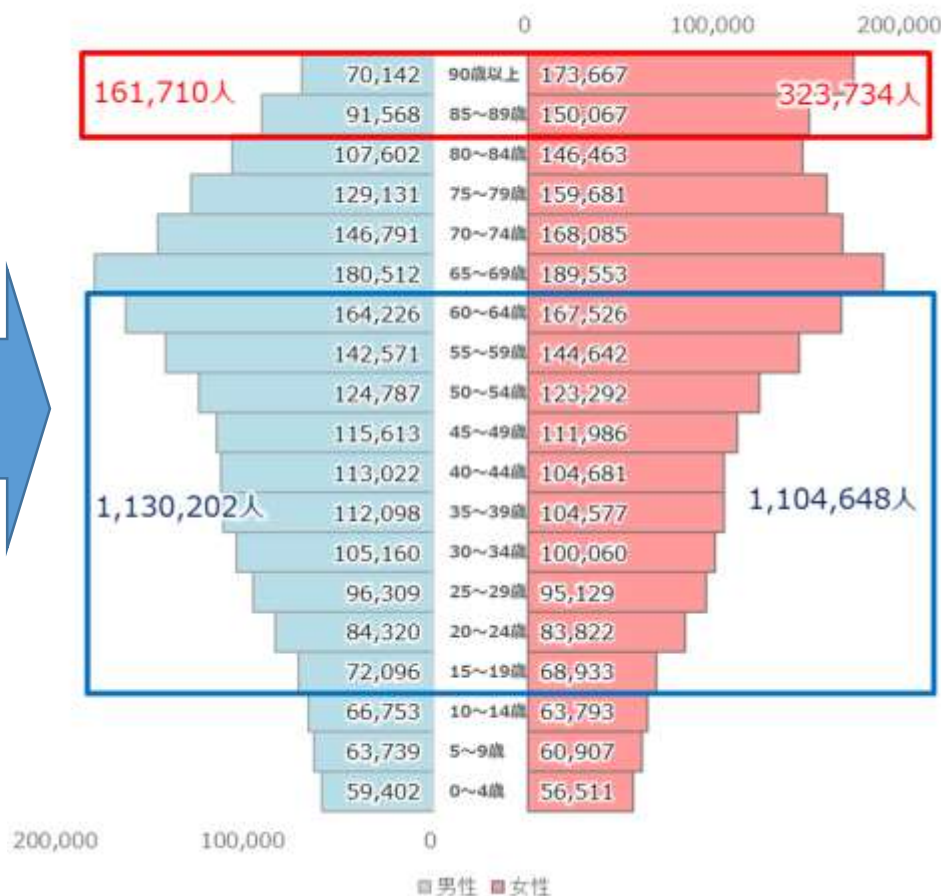 0 100,000 200,000
70,142 90歳以上 173,667
161,710人 323,734人
91,568 85～89歳 150,067
107,602 80～84歳 146,463
129,131 75～79歳 159,681
146,791 70～74歳 168,085
180,512 65～69歳 189,553
164,226 60～64歳 167,526
142,571 55～59歳 144,642
124,787 50～54歳 123,292
115,613 45～49歳 111,986
113,022 40～44歳 104,681
1,130,202人 112,098 35～39歳 104,577 1,104,648人
105,160 30～34歳 100,060
96,309 25～29歳 95,129
84,320 20～24歳 83,822
72,096 15～19歳 68,933
66,753 10～14歳 63,793
63,739 5～9歳 60,907
59,402 0～4歳 56,511
200,000 100,000 0
男性 女性